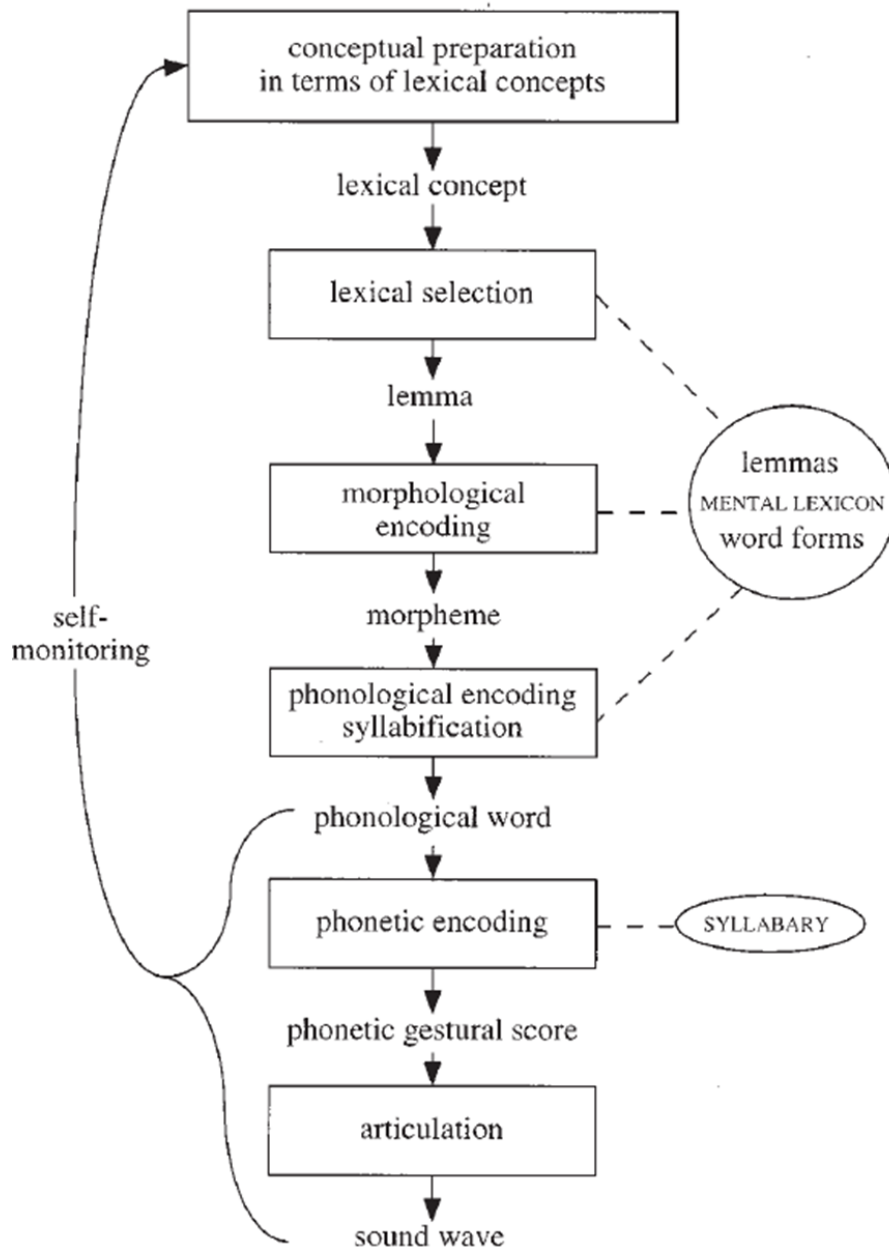 conceptual preparation
in terms of lexical concepts
lexical concept
lexical selection
lemma
lemmas
MENTAL LEXICON
word forms
morphological
encoding
morpheme
self-
monitoring
phonological encoding
syllabification
phonological word
phonetic encoding
SYLLABARY
phonetic gestural score
articulation
sound wave